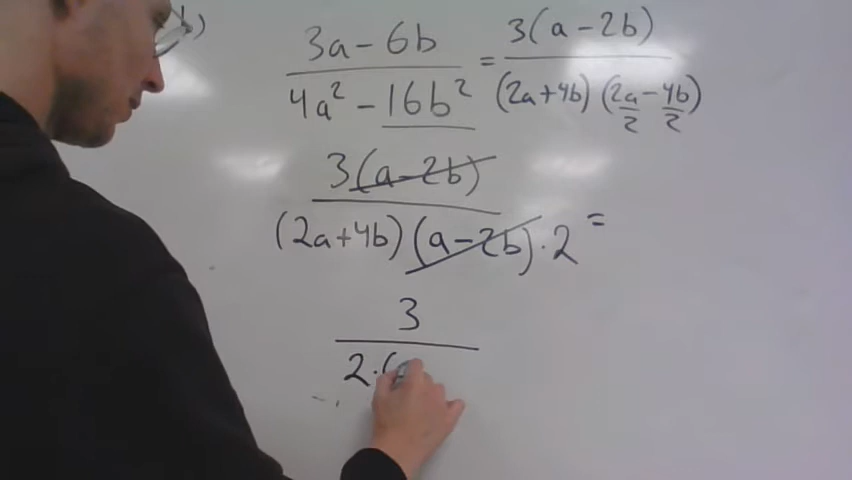 )
3a - 6b / 4a² - 16b² = 3(a - 2b) / (2a+4b) (2a/2 - 4b/2)
3(a - 2b) / (2a+4b) (a - 2b) · 2 =
3 / 2 · (